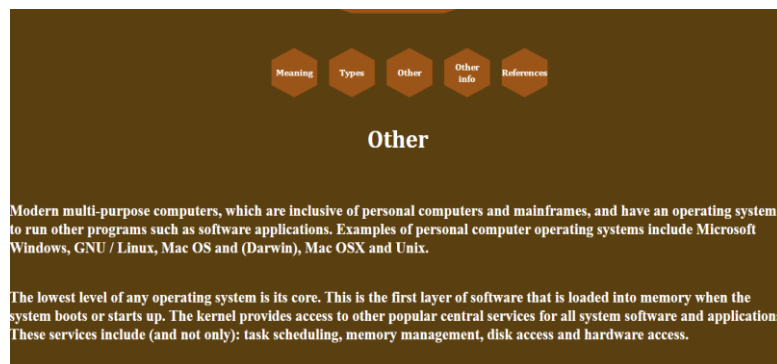 Meaning
Types
Other
Other
info
References
Other
Modern multi-purpose computers, which are inclusive of personal computers and mainframes, and have an operating system
to run other programs such as software applications. Examples of personal computer operating systems include Microsoft
Windows, GNU / Linux, Mac OS and (Darwin), Mac OSX and Unix.
The lowest level of any operating system is its core. This is the first layer of software that is loaded into memory when the
system boots or starts up. The kernel provides access to other popular central services for all system software and application
These services include (and not only): task scheduling, memory management, disk access and hardware access.